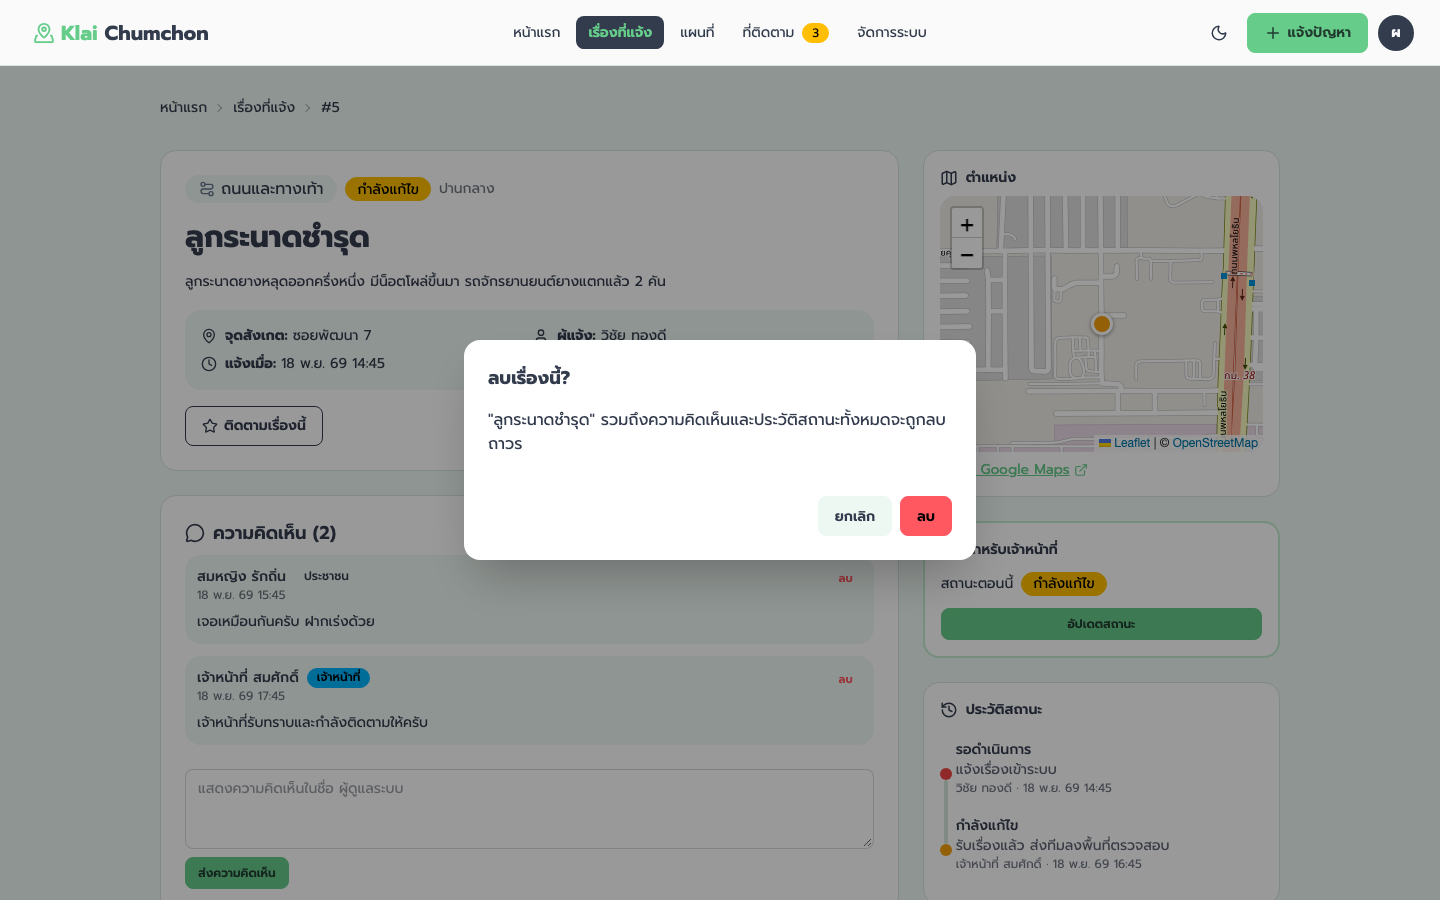 Klai Chumchon
หน้าแรก
เรื่องที่แจ้ง
แผนที่
ที่ติดตาม 3
จัดการระบบ
แจ้งปัญหา
ผ
หน้าแรก > เรื่องที่แจ้ง > #5
ถนนและทางเท้า กำลังแก้ไข ปานกลาง
ลูกระนาดชำรุด
ลูกระนาดยางหลุดออกครึ่งหนึ่ง มีน็อตโผล่ขึ้นมา รถจักรยานยนต์ยางแตกแล้ว 2 คัน
จุดสังเกต: ซอยพัฒนา 7
ผู้แจ้ง: วิชัย ทองดี
แจ้งเมื่อ: 18 พ.ย. 69 14:45
ติดตามเรื่องนี้
ลบเรื่องนี้?
"ลูกระนาดชำรุด" รวมถึงความคิดเห็นและประวัติสถานะทั้งหมดจะถูกลบ
ถาวร
ยกเลิก ลบ
ความคิดเห็น (2)
สมหญิง รักถิ่น ประชาชน ลบ
18 พ.ย. 69 15:45
เจอเหมือนกันครับ ฝากเร่งด้วย
เจ้าหน้าที่ สมศักดิ์ เจ้าหน้าที่ ลบ
18 พ.ย. 69 17:45
เจ้าหน้าที่รับทราบและกำลังติดตามให้ครับ
แสดงความคิดเห็นในชื่อ ผู้ดูแลระบบ
ส่งความคิดเห็น
ตำแหน่ง
+
−
ถนนพหลโยธิน
กม. 38
Leaflet | © OpenStreetMap
Google Maps
สถานะตอนนี้ กำลังแก้ไข
อัปเดตสถานะ
ประวัติสถานะ
รอดำเนินการ
แจ้งเรื่องเข้าระบบ
วิชัย ทองดี · 18 พ.ย. 69 14:45
กำลังแก้ไข
รับเรื่องแล้ว ส่งทีมลงพื้นที่ตรวจสอบ
เจ้าหน้าที่ สมศักดิ์ · 18 พ.ย. 69 16:45